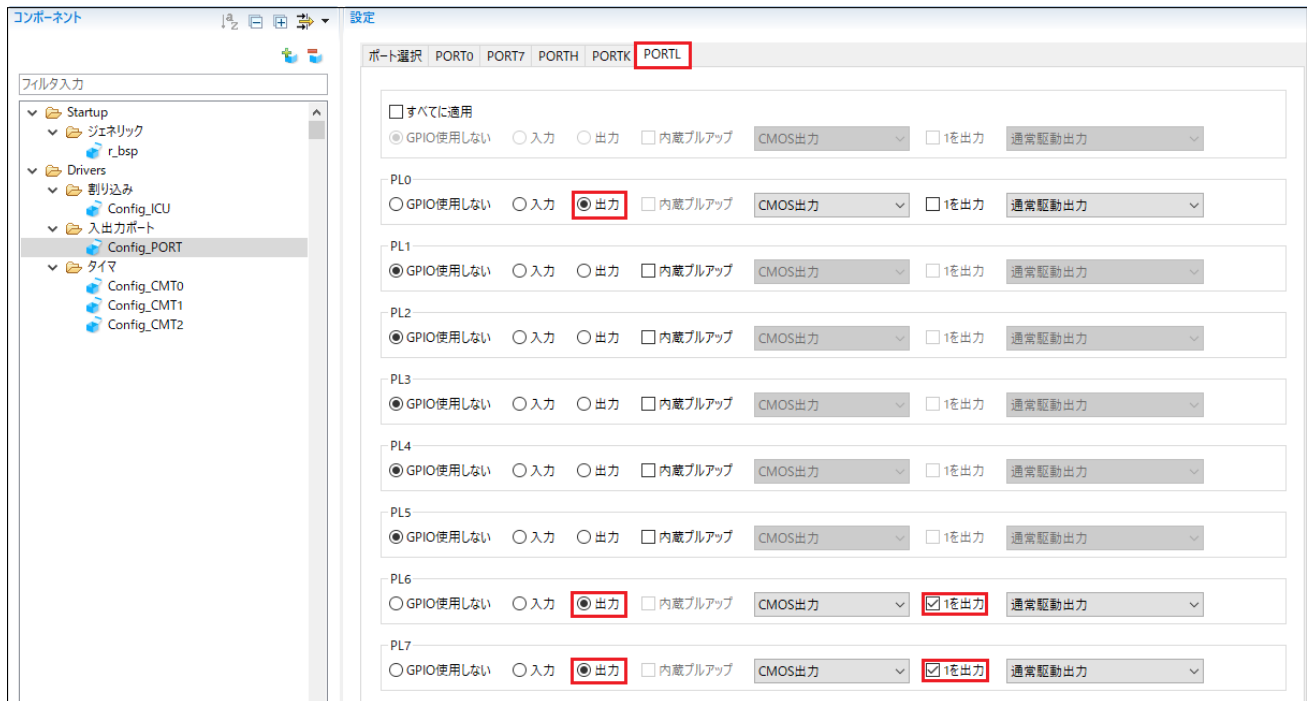 コンポーネント
設定
ポート選択 PORT0 PORT7 PORTH PORTK PORTL
フィルタ入力
Startup
ジェネリック
r_bsp
Drivers
割り込み
Config_ICU
入出力ポート
Config_PORT
タイマ
Config_CMT0
Config_CMT1
Config_CMT2
すべてに適用
GPIO使用しない 入力 出力 内蔵プルアップ CMOS出力 1を出力 通常駆動出力
PL0
GPIO使用しない 入力 出力 内蔵プルアップ CMOS出力 1を出力 通常駆動出力
PL1
GPIO使用しない 入力 出力 内蔵プルアップ CMOS出力 1を出力 通常駆動出力
PL2
GPIO使用しない 入力 出力 内蔵プルアップ CMOS出力 1を出力 通常駆動出力
PL3
GPIO使用しない 入力 出力 内蔵プルアップ CMOS出力 1を出力 通常駆動出力
PL4
GPIO使用しない 入力 出力 内蔵プルアップ CMOS出力 1を出力 通常駆動出力
PL5
GPIO使用しない 入力 出力 内蔵プルアップ CMOS出力 1を出力 通常駆動出力
PL6
GPIO使用しない 入力 出力 内蔵プルアップ CMOS出力 1を出力 通常駆動出力
PL7
GPIO使用しない 入力 出力 内蔵プルアップ CMOS出力 1を出力 通常駆動出力